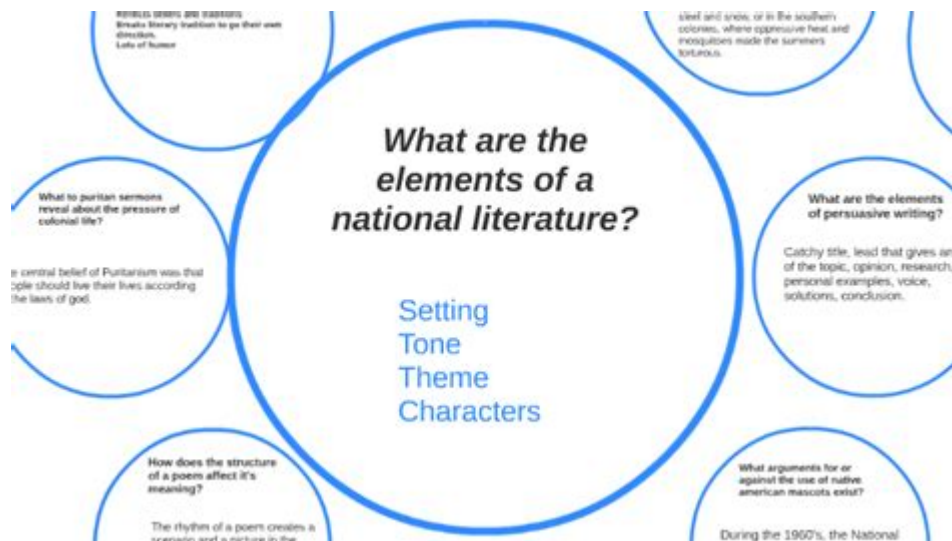 Breaks literary tradition to go their own
direction.
Lots of humor
sleet and snow, or in the southern
colonies, where oppressive heat and
mosquitoes made the summers
torturous.
What are the
elements of a
national literature?
Setting
Tone
Theme
Characters
What to puritan sermons
reveal about the pressure of
colonial life?
e central belief of Puritanism was that
ople should live their lives according
he laws of god.
What are the elements
of persuasive writing?
Catchy title, lead that gives an
of the topic, opinion, research,
personal examples, voice,
solutions, conclusion.
How does the structure
of a poem affect it's
meaning?
The rhythm of a poem creates a
scenario and a picture in the
What arguments for or
against the use of native
american mascots exist?
During the 1960's, the National